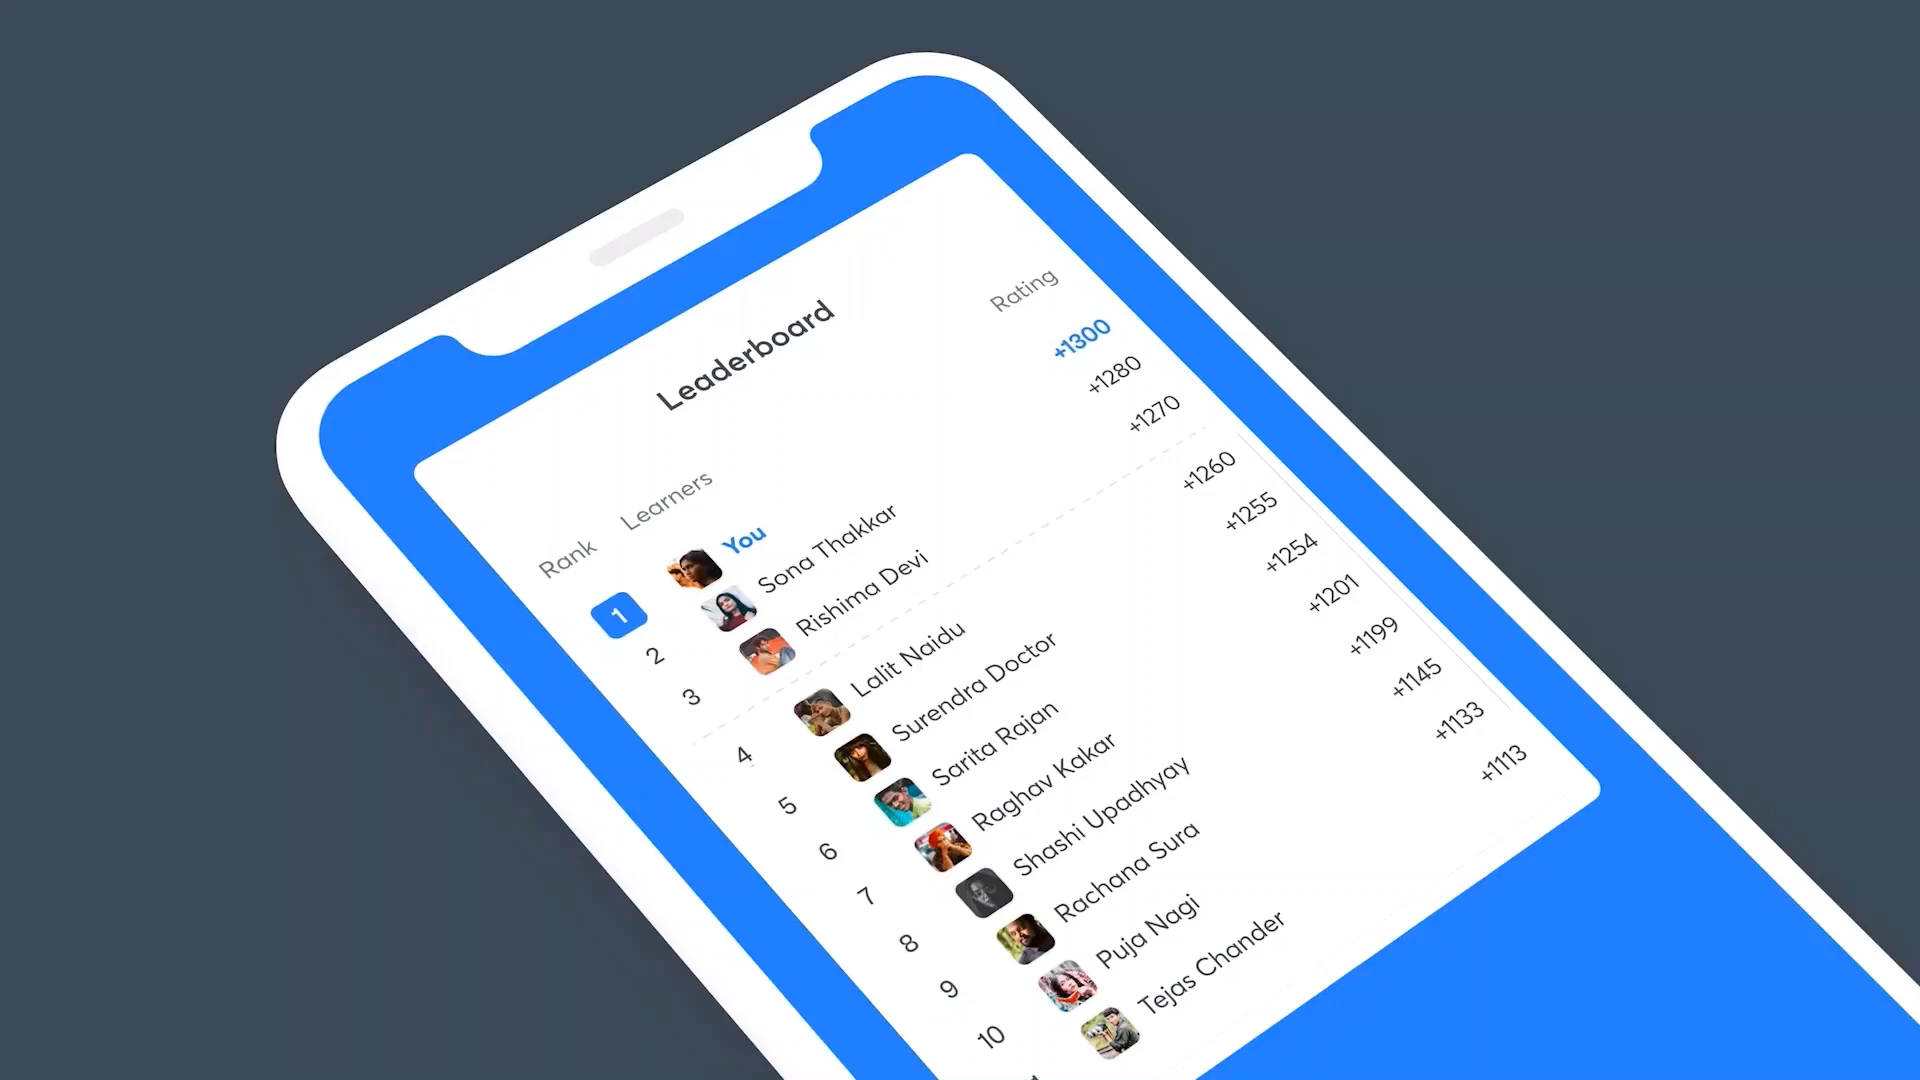 Leaderboard
Rank Learners Rating
1 You +1300
2 Sona Thakkar +1280
3 Rishima Devi +1270
4 Lalit Naidu +1260
5 Surendra Doctor +1255
6 Sarita Rajan +1254
7 Raghav Kakar +1201
8 Shashi Upadhyay +1199
9 Rachana Sura +1145
10 Puja Nagi +1133
Tejas Chander +1113